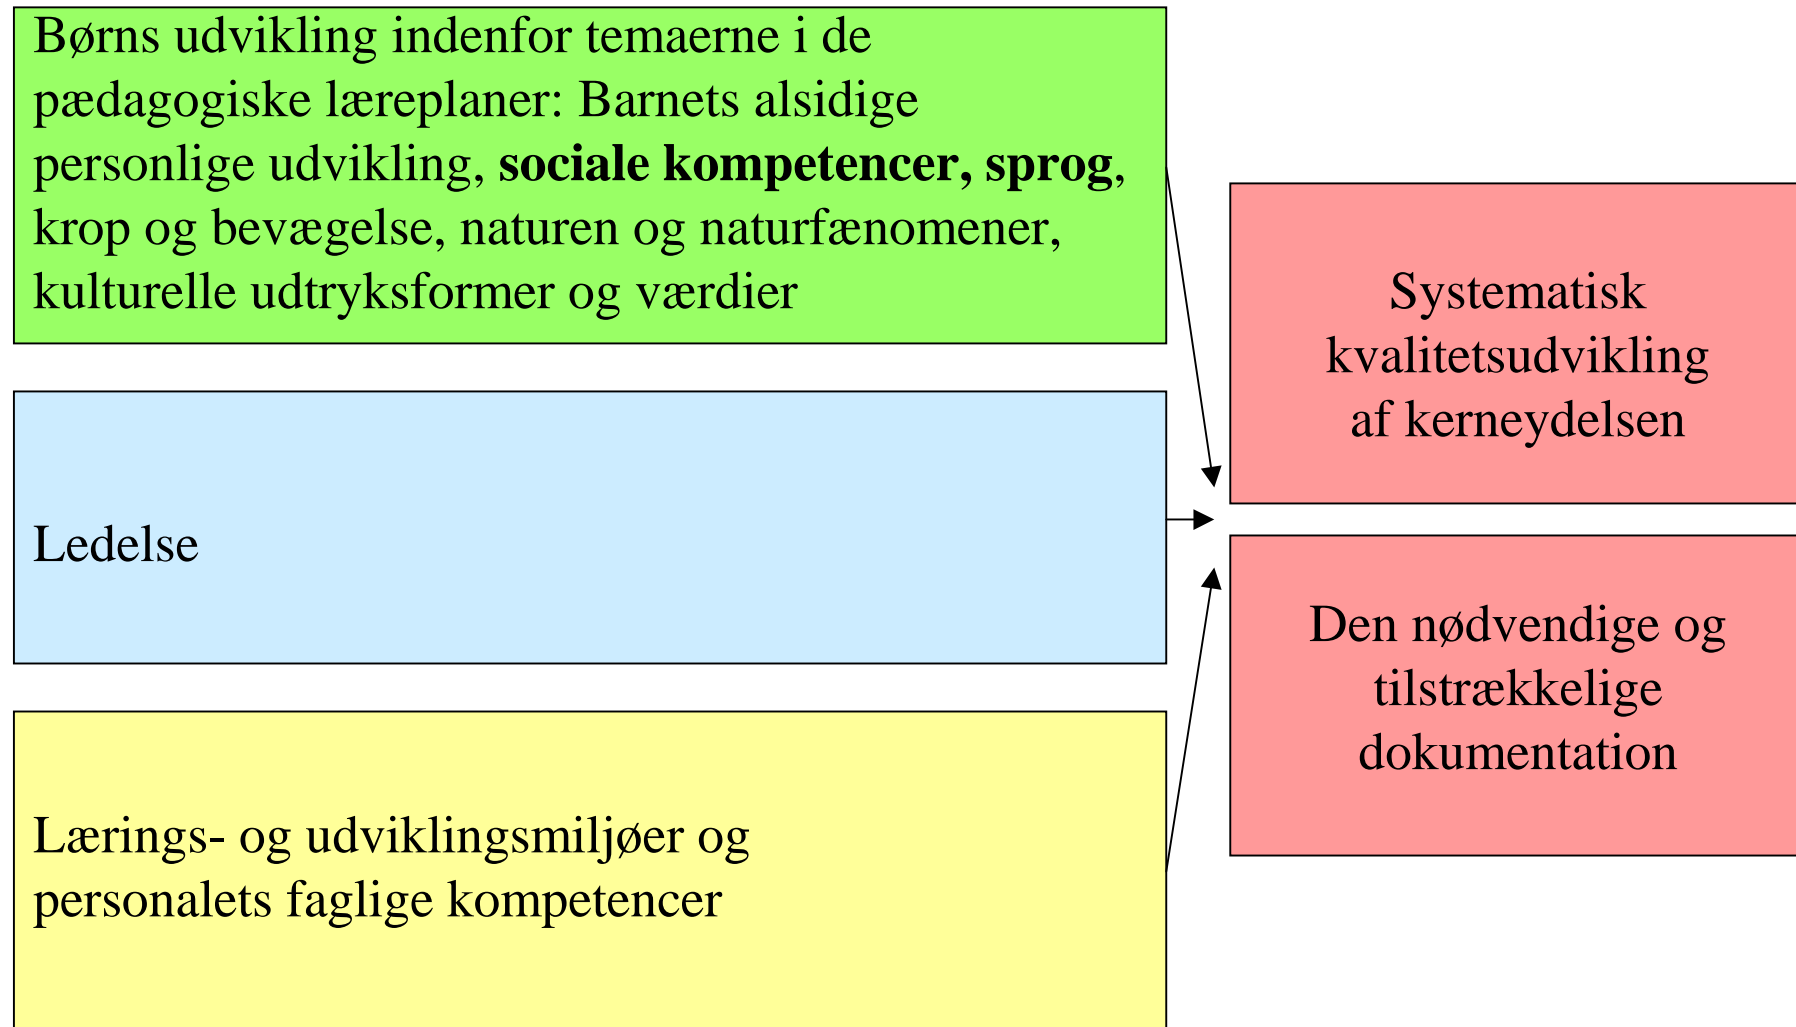 Børns udvikling indenfor temaerne i de
pædagogiske læreplaner: Barnets alsidige
personlige udvikling, sociale kompetencer, sprog,
krop og bevægelse, naturen og naturfænomener,
kulturelle udtryksformer og værdier
Ledelse
Lærings- og udviklingsmiljøer og
personalets faglige kompetencer
Systematisk
kvalitetsudvikling
af kerneydelsen
Den nødvendige og
tilstrækkelige
dokumentation